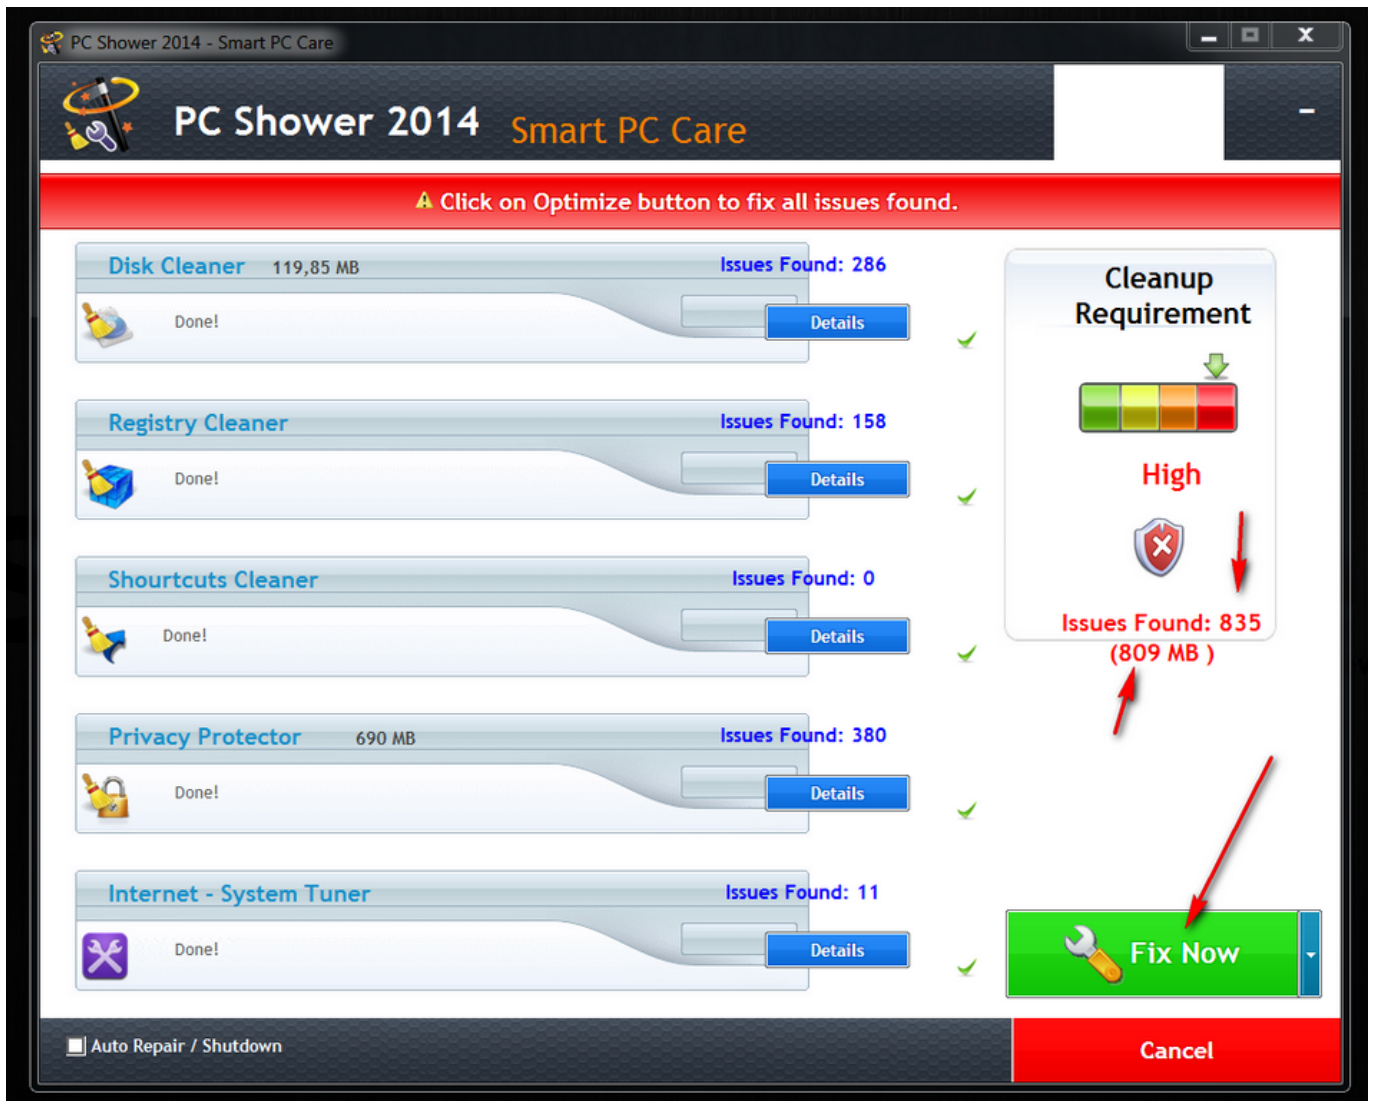 PC Shower 2014 - Smart PC Care
PC Shower 2014 Smart PC Care
Click on Optimize button to fix all issues found.
Disk Cleaner 119,85 MB Issues Found: 286
Done! Details
Registry Cleaner Issues Found: 158
Done! Details
Shourtcuts Cleaner Issues Found: 0
Done! Details
Privacy Protector 690 MB Issues Found: 380
Done! Details
Internet - System Tuner Issues Found: 11
Done! Details
Cleanup
Requirement
High
Issues Found: 835
(809 MB )
Fix Now
Auto Repair / Shutdown
Cancel